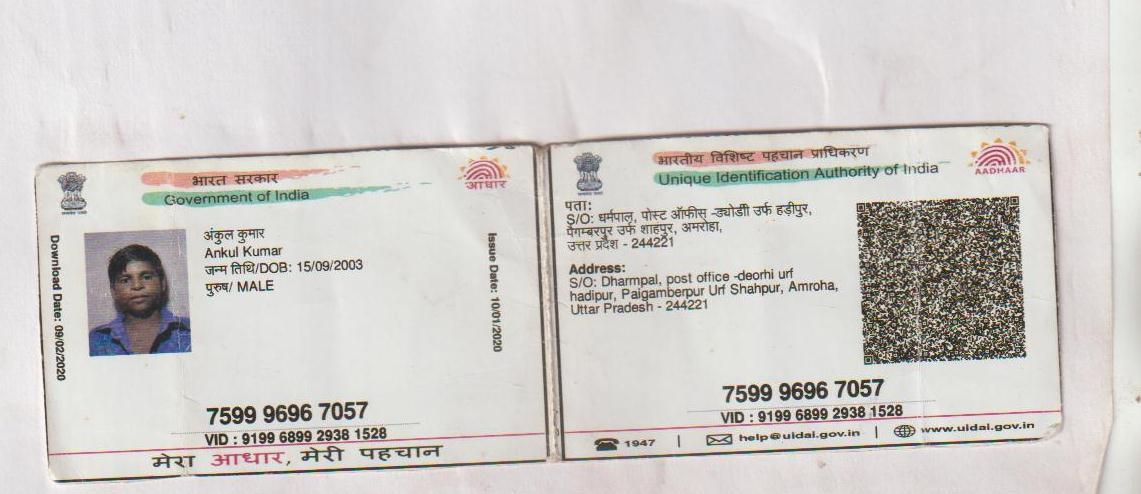 भारत सरकार
Government of India
आधार
Download Date: 09/02/2020
अंकुल कुमार
Ankul Kumar
जन्म तिथि/DOB: 15/09/2003
पुरुष/ MALE
Issue Date: 10/01/2020
7599 9696 7057
VID : 9199 6899 2938 1528
मेरा आधार, मेरी पहचान
भारतीय विशिष्ट पहचान प्राधिकरण
Unique Identification Authority of India
AADHAAR
पता:
S/O: धर्मपाल, पोस्ट ऑफीस -ड्योडी उर्फ हडीपुर,
पेगम्बरपुर उर्फ शाहपुर, अमरोहा,
उत्तर प्रदेश - 244221
Address:
S/O: Dharmpal, post office -deorhi urf
hadipur, Paigamberpur Urf Shahpur, Amroha,
Uttar Pradesh - 244221
7599 9696 7057
VID : 9199 6899 2938 1528
1947 | help@uidai.gov.in | www.uidai.gov.in